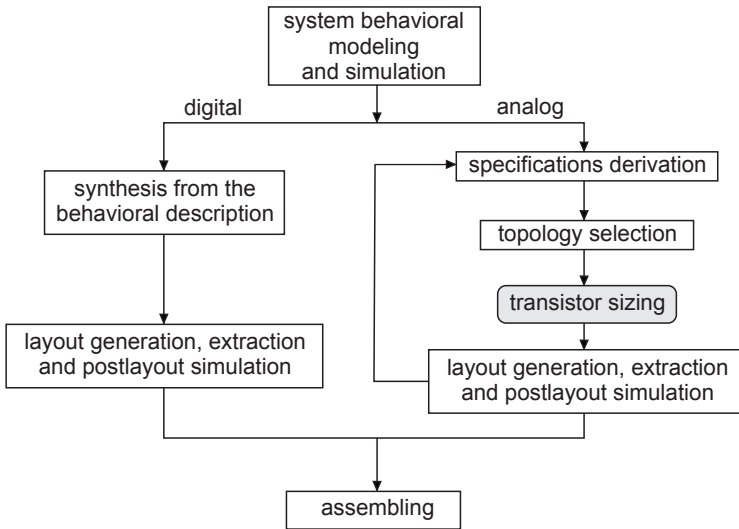 system behavioral
modeling
and simulation
digital
analog
synthesis from the
behavioral description
specifications derivation
topology selection
transistor sizing
layout generation, extraction
and postlayout simulation
layout generation, extraction
and postlayout simulation
assembling